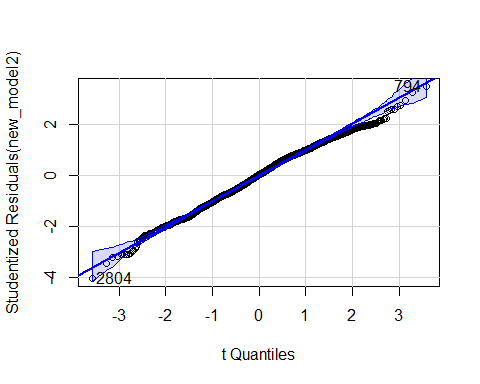 Studentized Residuals(new_model2)
794
2
0
-2
-4
2804
-3 -2 -1 0 1 2 3
t Quantiles